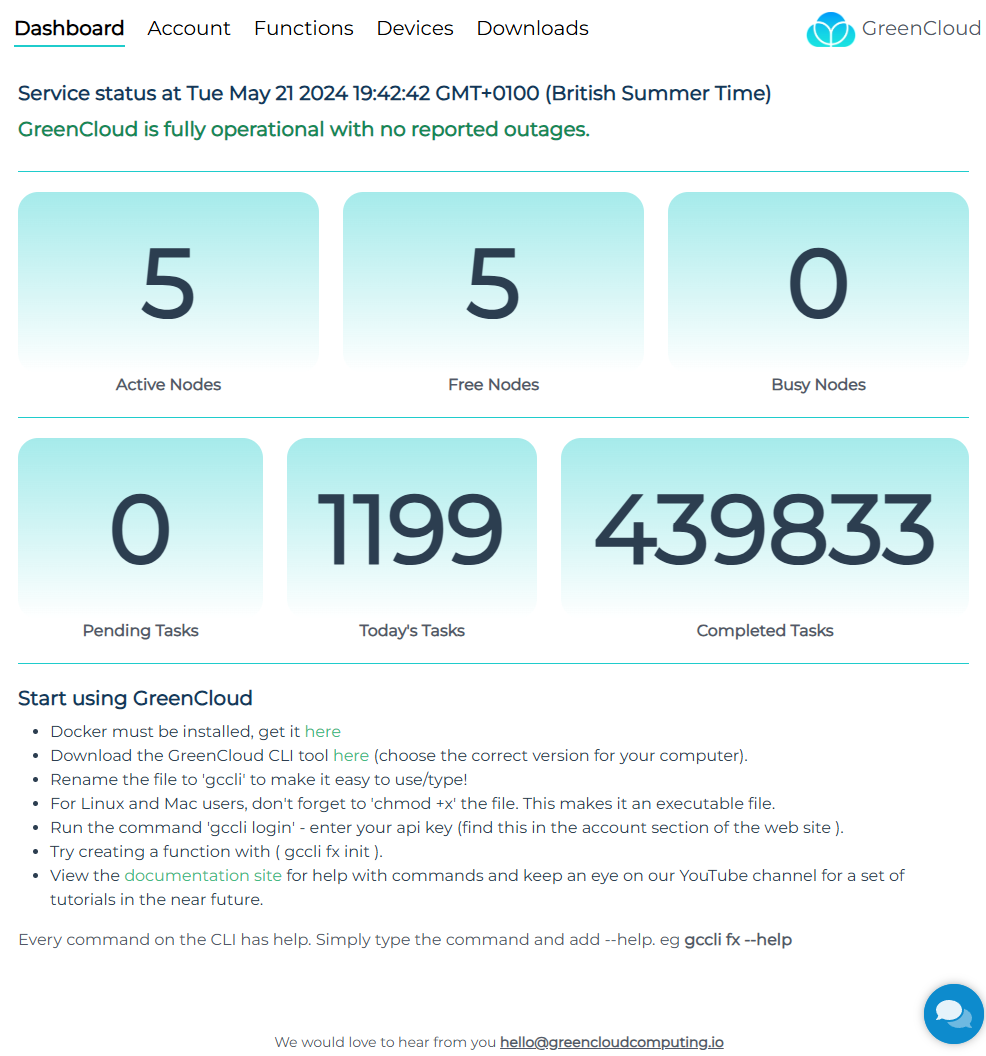 Dashboard Account Functions Devices Downloads GreenCloud
Service status at Tue May 21 2024 19:42:42 GMT+0100 (British Summer Time)
GreenCloud is fully operational with no reported outages.
5 5 0
Active Nodes Free Nodes Busy Nodes
0 1199 439833
Pending Tasks Today's Tasks Completed Tasks
Start using GreenCloud
• Docker must be installed, get it here
• Download the GreenCloud CLI tool here (choose the correct version for your computer).
• Rename the file to 'gccli' to make it easy to use/type!
• For Linux and Mac users, don't forget to 'chmod +x' the file. This makes it an executable file.
• Run the command 'gccli login' - enter your api key (find this in the account section of the web site ).
• Try creating a function with ( gccli fx init ).
• View the documentation site for help with commands and keep an eye on our YouTube channel for a set of
tutorials in the near future.
Every command on the CLI has help. Simply type the command and add --help. eg gccli fx --help
We would love to hear from you hello@greencloudcomputing.io